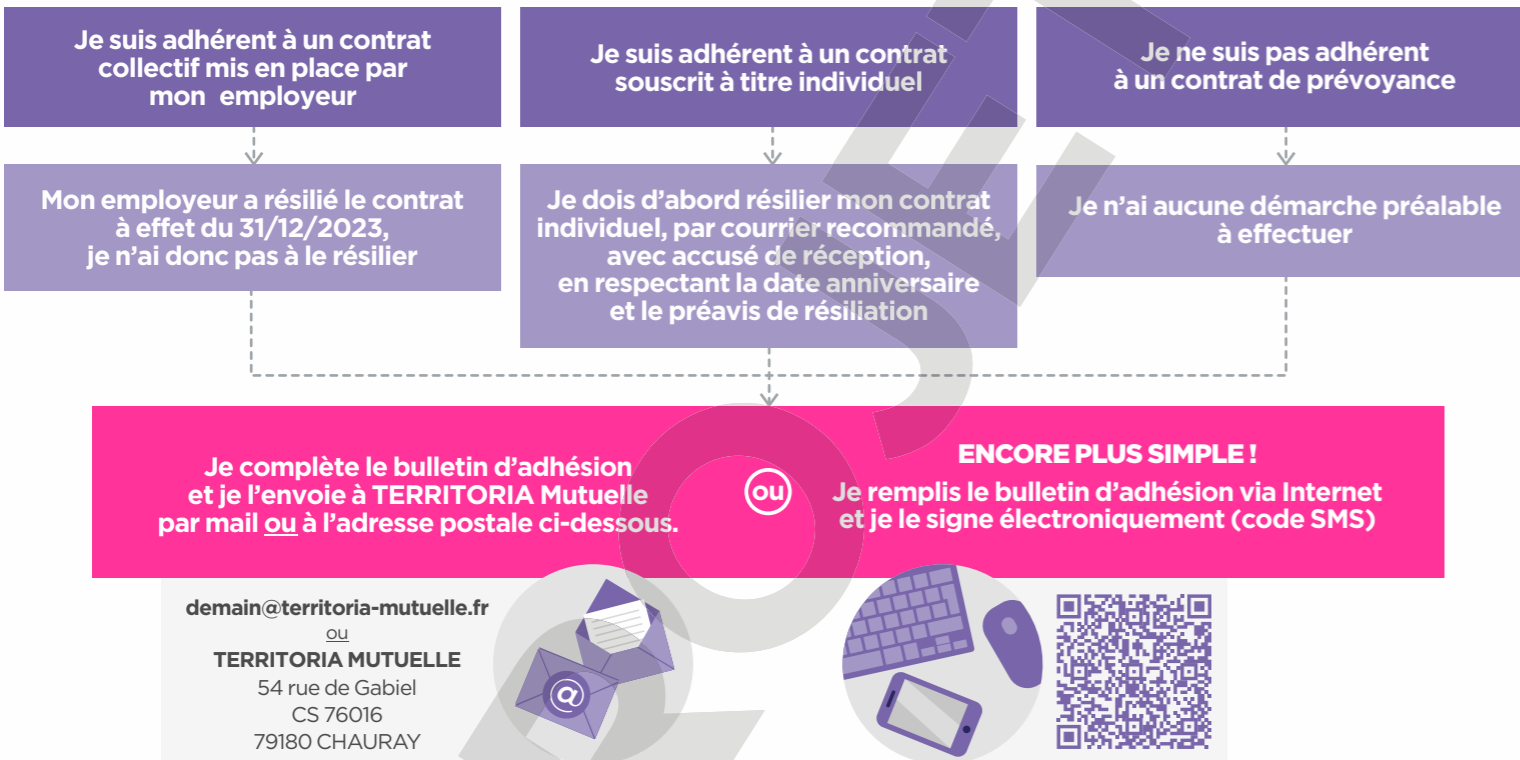 Je suis adhérent à un contrat
collectif mis en place par
mon employeur
Je suis adhérent à un contrat
souscrit à titre individuel
Je ne suis pas adhérent
à un contrat de prévoyance
Mon employeur a résilié le contrat
à effet du 31/12/2023,
je n'ai donc pas à le résilier
Je dois d'abord résilier mon contrat
individuel, par courrier recommandé,
avec accusé de réception,
en respectant la date anniversaire
et le préavis de résiliation
Je n'ai aucune démarche préalable
à effectuer
Je complète le bulletin d'adhésion
et je l'envoie à TERRITORIA Mutuelle
par mail ou à l'adresse postale ci-dessous.
ou
ENCORE PLUS SIMPLE !
Je remplis le bulletin d'adhésion via Internet
et je le signe électroniquement (code SMS)
demain@territoria-mutuelle.fr
ou
TERRITORIA MUTUELLE
54 rue de Gabiel
CS 76016
79180 CHAURAY
@
ROJET